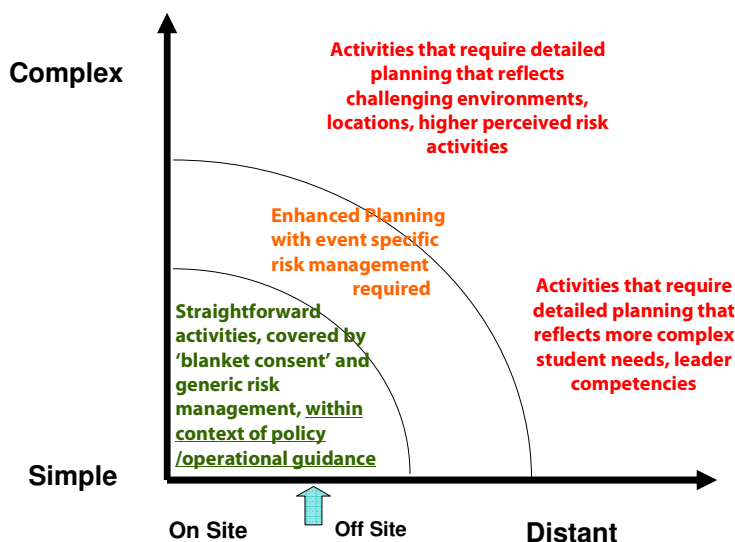 Complex
Activities that require detailed
planning that reflects
challenging environments,
locations, higher perceived risk
activities
Enhanced Planning
with event specific
risk management
required
Activities that require
detailed planning that
reflects more complex
student needs, leader
competencies
Straightforward
activities, covered by
‘blanket consent’ and
generic risk
management, within
context of policy
/operational guidance
Simple
On Site
Off Site
Distant